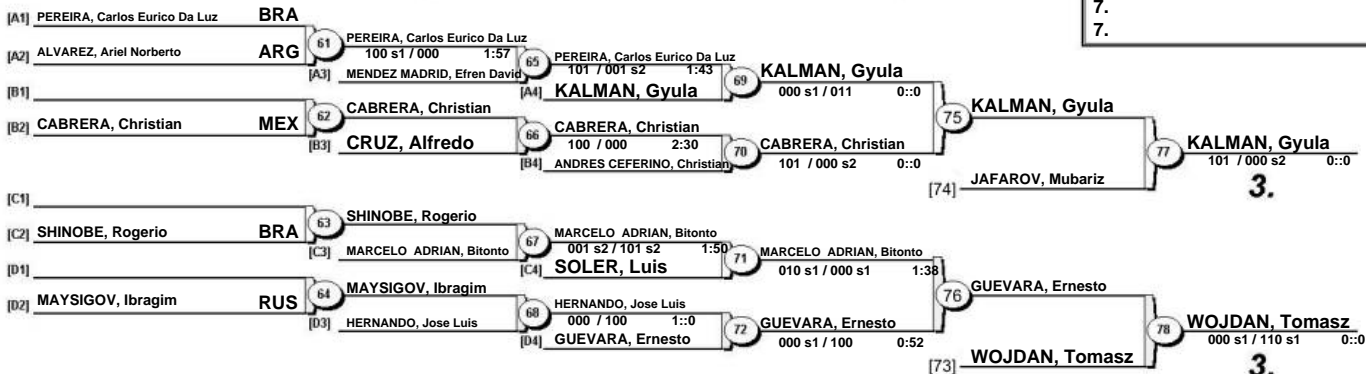 7.
7.
[A1] PEREIRA, Carlos Eurico Da Luz BRA
[A2] ALVAREZ, Ariel Norberto ARG
61 PEREIRA, Carlos Eurico Da Luz
100 s1 / 000 1:57
[A3] MENDEZ MADRID, Efren David
65 PEREIRA, Carlos Eurico Da Luz
101 / 001 s2 1:43
[A4] KALMAN, Gyula
69 KALMAN, Gyula
000 s1 / 011 0::0
[B1]
[B2] CABRERA, Christian MEX
62 CABRERA, Christian
[B3] CRUZ, Alfredo
66 CABRERA, Christian
100 / 000 2:30
[B4] ANDRES CEFERINO, Christian
70 CABRERA, Christian
101 / 000 s2 0::0
75 KALMAN, Gyula
[74] JAFAROV, Mubariz
77 KALMAN, Gyula
101 / 000 s2 0::0
3.
[C1]
[C2] SHINOBE, Rogerio BRA
63 SHINOBE, Rogerio
[C3] MARCELO ADRIAN, Bitonto
67 MARCELO ADRIAN, Bitonto
001 s2 / 101 s2 1:50
[C4] SOLER, Luis
71 MARCELO ADRIAN, Bitonto
010 s1 / 000 s1 1:38
[D1]
[D2] MAYSIGOV, Ibragim RUS
64 MAYSIGOV, Ibragim
[D3] HERNANDO, Jose Luis
68 HERNANDO, Jose Luis
000 / 100 1::0
[D4] GUEVARA, Ernesto
72 GUEVARA, Ernesto
000 s1 / 100 0:52
76 GUEVARA, Ernesto
[73] WOJDAN, Tomasz
78 WOJDAN, Tomasz
000 s1 / 110 s1 0::0
3.